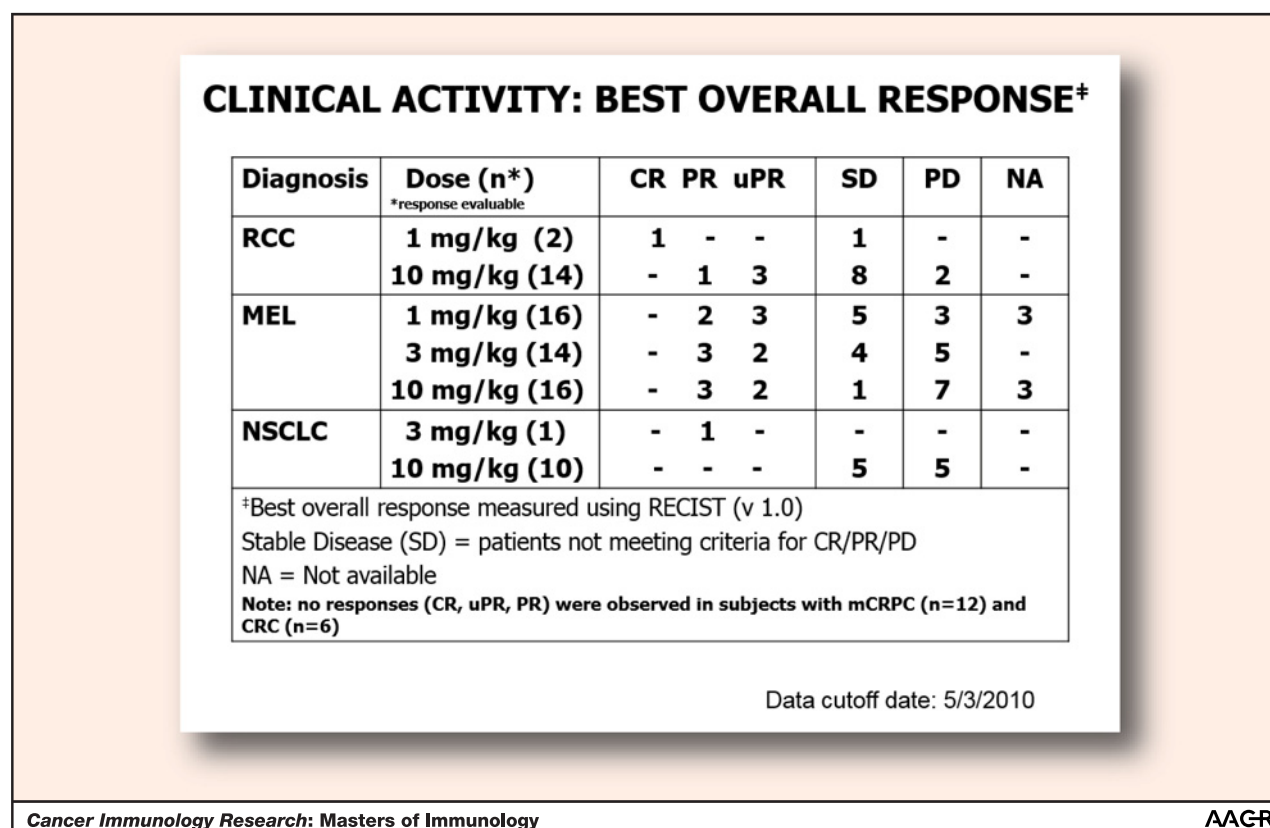 CLINICAL ACTIVITY: BEST OVERALL RESPONSE‡
Diagnosis Dose (n*) CR PR uPR SD PD NA
*response evaluable
RCC 1 mg/kg (2) 1 - - 1 - -
10 mg/kg (14) - 1 3 8 2 -
MEL 1 mg/kg (16) - 2 3 5 3 3
3 mg/kg (14) - 3 2 4 5 -
10 mg/kg (16) - 3 2 1 7 3
NSCLC 3 mg/kg (1) - 1 - - - -
10 mg/kg (10) - - - 5 5 -
‡Best overall response measured using RECIST (v 1.0)
Stable Disease (SD) = patients not meeting criteria for CR/PR/PD
NA = Not available
Note: no responses (CR, uPR, PR) were observed in subjects with mCRPC (n=12) and
CRC (n=6)
Data cutoff date: 5/3/2010
Cancer Immunology Research: Masters of Immunology
AACR